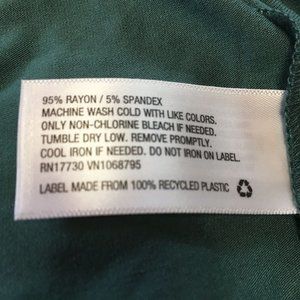 95% RAYON / 5% SPANDEX
MACHINE WASH COLD WITH LIKE COLORS.
ONLY NON-CHLORINE BLEACH IF NEEDED.
TUMBLE DRY LOW. REMOVE PROMPTLY.
COOL IRON IF NEEDED. DO NOT IRON ON LABEL.
RN17730 VN1068795
LABEL MADE FROM 100% RECYCLED PLASTIC